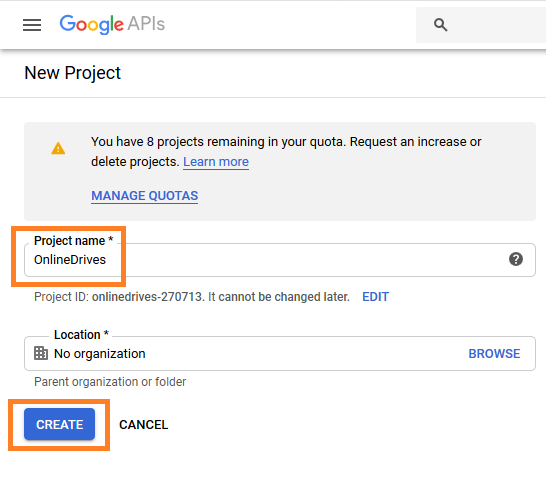 Google APIs
New Project
You have 8 projects remaining in your quota. Request an increase or
delete projects. Learn more
MANAGE QUOTAS
Project name *
OnlineDrives
Project ID: onlinedrives-270713. It cannot be changed later. EDIT
Location *
No organization BROWSE
Parent organization or folder
CREATE CANCEL